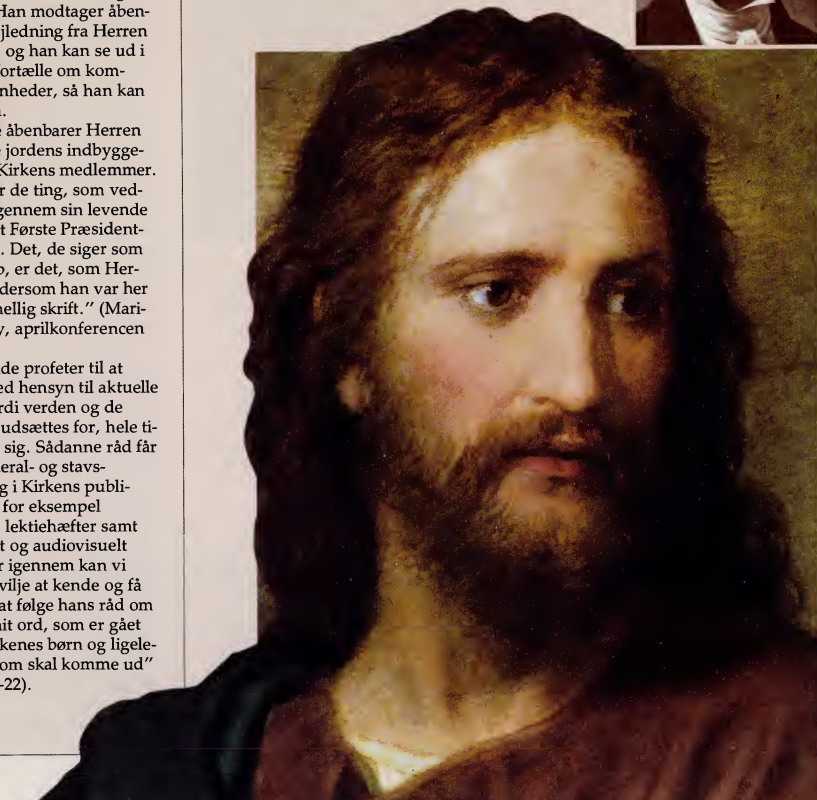 Han modtager åben-
jledning fra Herren
og han kan se ud i
ortælle om kom-
nheder, så han kan
.
åbenbarer Herren
jordens indbygge-
Kirkens medlemmer.
r de ting, som ved-
gennem sin levende
t Første Præsident-
. Det, de siger som
o, er det, som Her-
dersom han var her
hellig skrift.” (Mari-
y, aprilkonferencen
de profeter til at
ed hensyn til aktuelle
rdi verden og de
udsættes for, hele ti-
sig. Sådanne råd får
eral- og stavs-
g i Kirkens publi-
for eksempel
lektiehæfter samt
t og audiovisuelt
r igennem kan vi
vilje at kende og få
at følge hans råd om
nit ord, som er gået
kenes børn og ligele-
om skal komme ud”
-22).